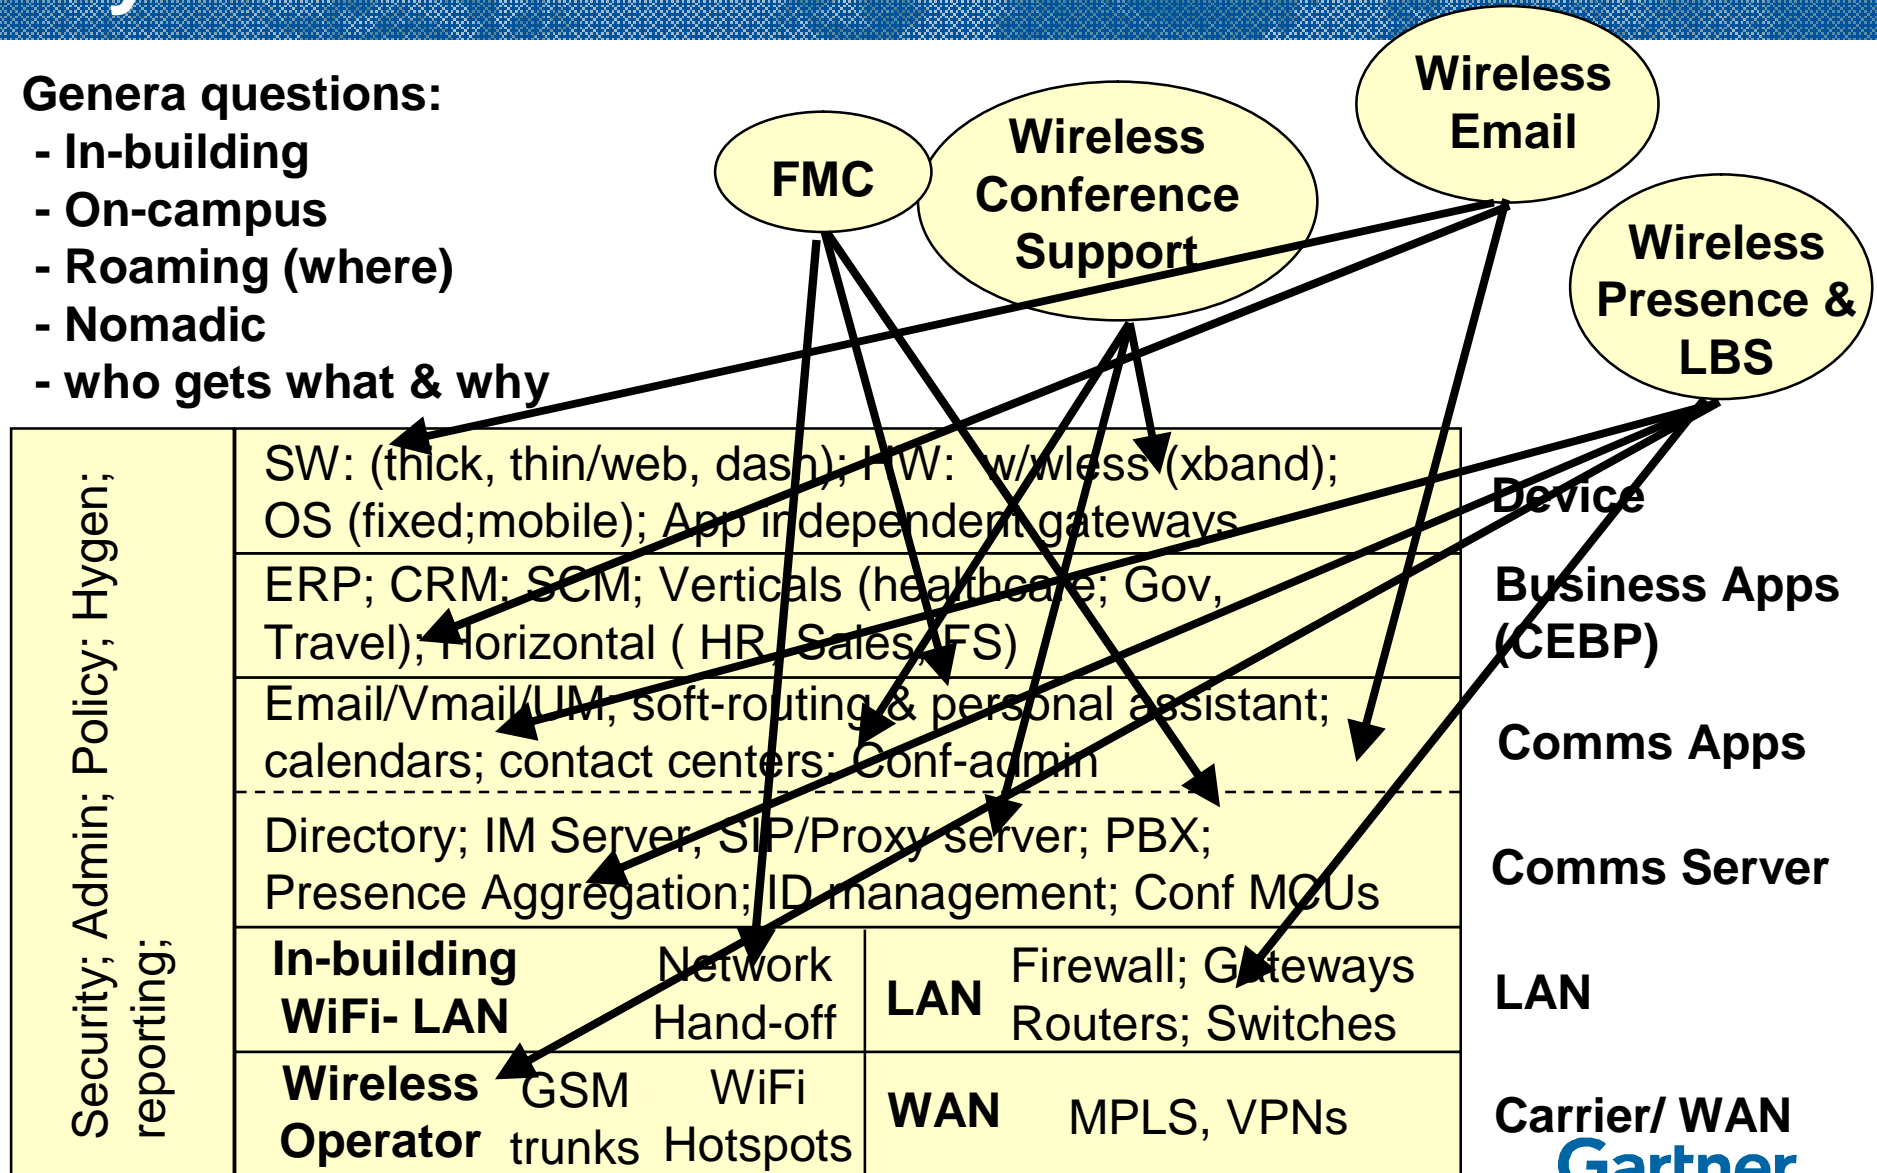 Genera questions:
- In-building
- On-campus
- Roaming (where)
- Nomadic
- who gets what & why
FMC
Wireless
Conference
Support
Wireless
Email
Wireless
Presence &
LBS
Security; Admin; Policy; Hygen;
reporting;
SW: (thick, thin/web, dash); HW: w/wless (xband);
OS (fixed;mobile); App independent gateways
Device
ERP; CRM; SCM; Verticals (healthcare; Gov,
Travel); Horizontal ( HR, Sales, FS)
Business Apps
(CEBP)
Email/Vmail/UM; soft-routing & personal assistant;
calendars; contact centers; Conf-admin
Comms Apps
Directory; IM Server, SIP/Proxy server; PBX;
Presence Aggregation; ID management; Conf MCUs
Comms Server
In-building
WiFi- LAN
Network
Hand-off
LAN
Firewall; Gateways
Routers; Switches
LAN
Wireless
Operator
GSM
trunks
WiFi
Hotspots
WAN
MPLS, VPNs
Carrier/ WAN
Gartner